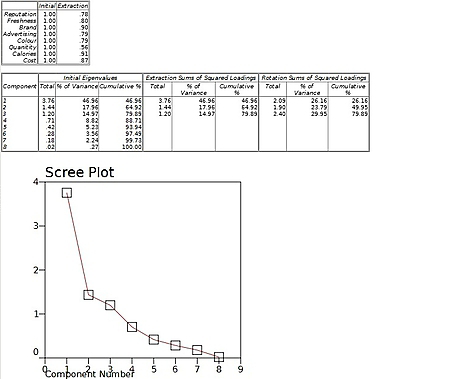 Initial Extraction
Reputation 1.00 .78
Freshness 1.00 .80
Brand 1.00 .90
Advertising 1.00 .79
Colour 1.00 .79
Quanitity 1.00 .56
Calories 1.00 .91
Cost 1.00 .87
Initial Eigenvalues Extraction Sums of Squared Loadings Rotation Sums of Squared Loadings
Component Total % of Variance Cumulative % Total % of Variance Cumulative % Total % of Variance Cumulative %
1 3.76 46.96 46.96 3.76 46.96 46.96 2.09 26.16 26.16
2 1.44 17.96 64.92 1.44 17.96 64.92 1.90 23.79 49.95
3 1.20 14.97 79.89 1.20 14.97 79.89 2.40 29.95 79.89
4 .71 8.82 88.71
5 .42 5.23 93.94
6 .28 3.56 97.49
7 .18 2.24 99.73
8 .02 .27 100.00
Scree Plot
4
3
2
1
0
0 1 2 3 4 5 6 7 8 9
Component Number